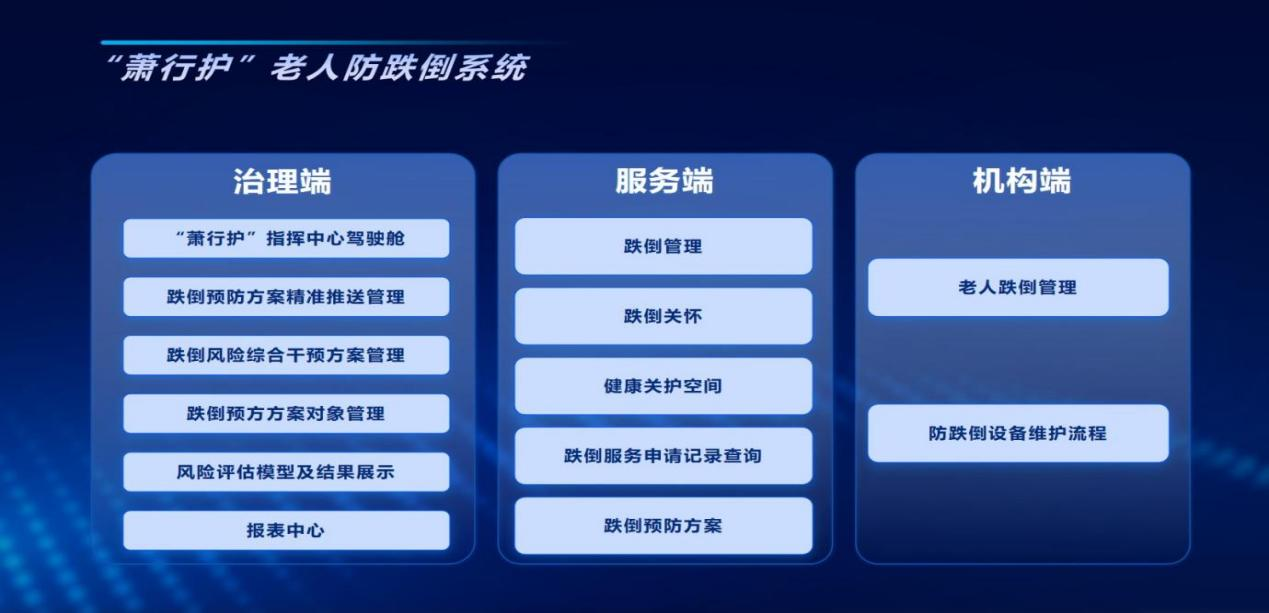 “萧行护”老人防跌倒系统
治理端
“萧行护”指挥中心驾驶舱
跌倒预防方案精准推送管理
跌倒风险综合干预方案管理
跌倒预方方案对象管理
风险评估模型及结果展示
报表中心
服务端
跌倒管理
跌倒关怀
健康关护空间
跌倒服务申请记录查询
跌倒预防方案
机构端
老人跌倒管理
防跌倒设备维护流程